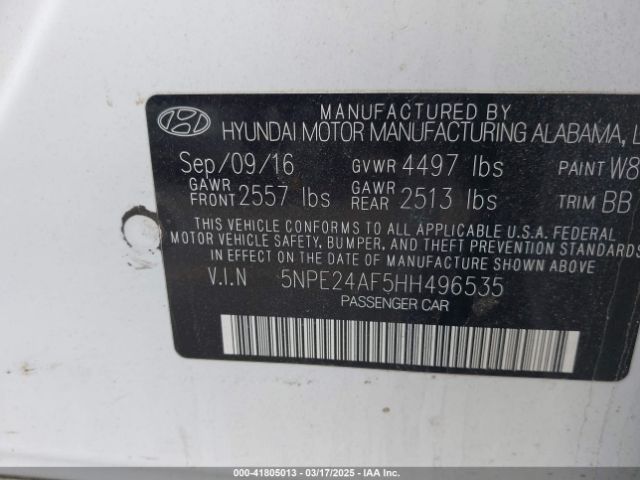 MANUFACTURED BY
HYUNDAI MOTOR MANUFACTURING ALABAMA, L
Sep/09/16 GVWR 4497 lbs PAINT W8
GAWR FRONT 2557 lbs GAWR REAR 2513 lbs TRIM BB
THIS VEHICLE CONFORMS TO ALL APPLICABLE U.S.A. FEDERAL
MOTOR VEHICLE SAFETY, BUMPER, AND THEFT PREVENTION STANDARDS
IN EFFECT ON THE DATE OF MANUFACTURE SHOWN ABOVE
V.I.N 5NPE24AF5HH496535
PASSENGER CAR
000-41805013 - 03/17/2025 - IAA, Inc.